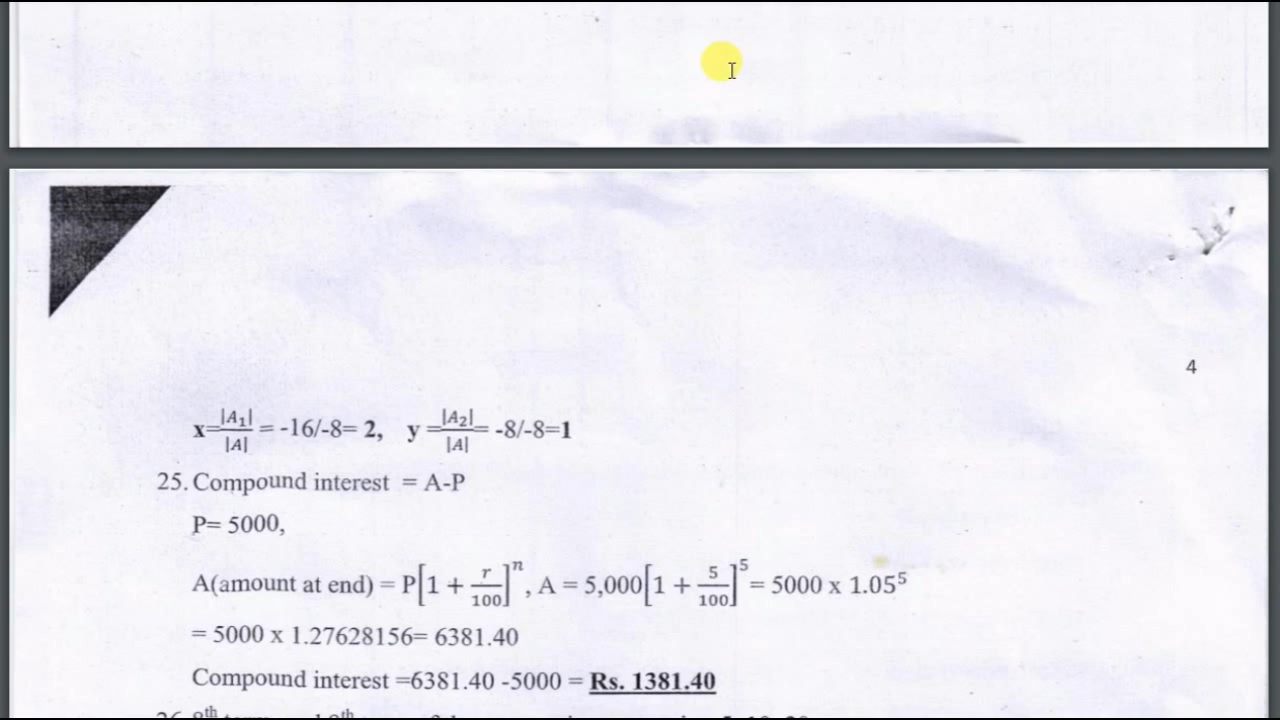 4
x=|A₁|/|A| = -16/-8= 2, y =|A₂|/|A|= -8/-8=1
25. Compound interest = A-P
P= 5000,
A(amount at end) = P[1 + r/100]ⁿ, A = 5,000[1 + 5/100]⁵= 5000 x 1.05⁵
= 5000 x 1.27628156= 6381.40
Compound interest =6381.40 -5000 = Rs. 1381.40